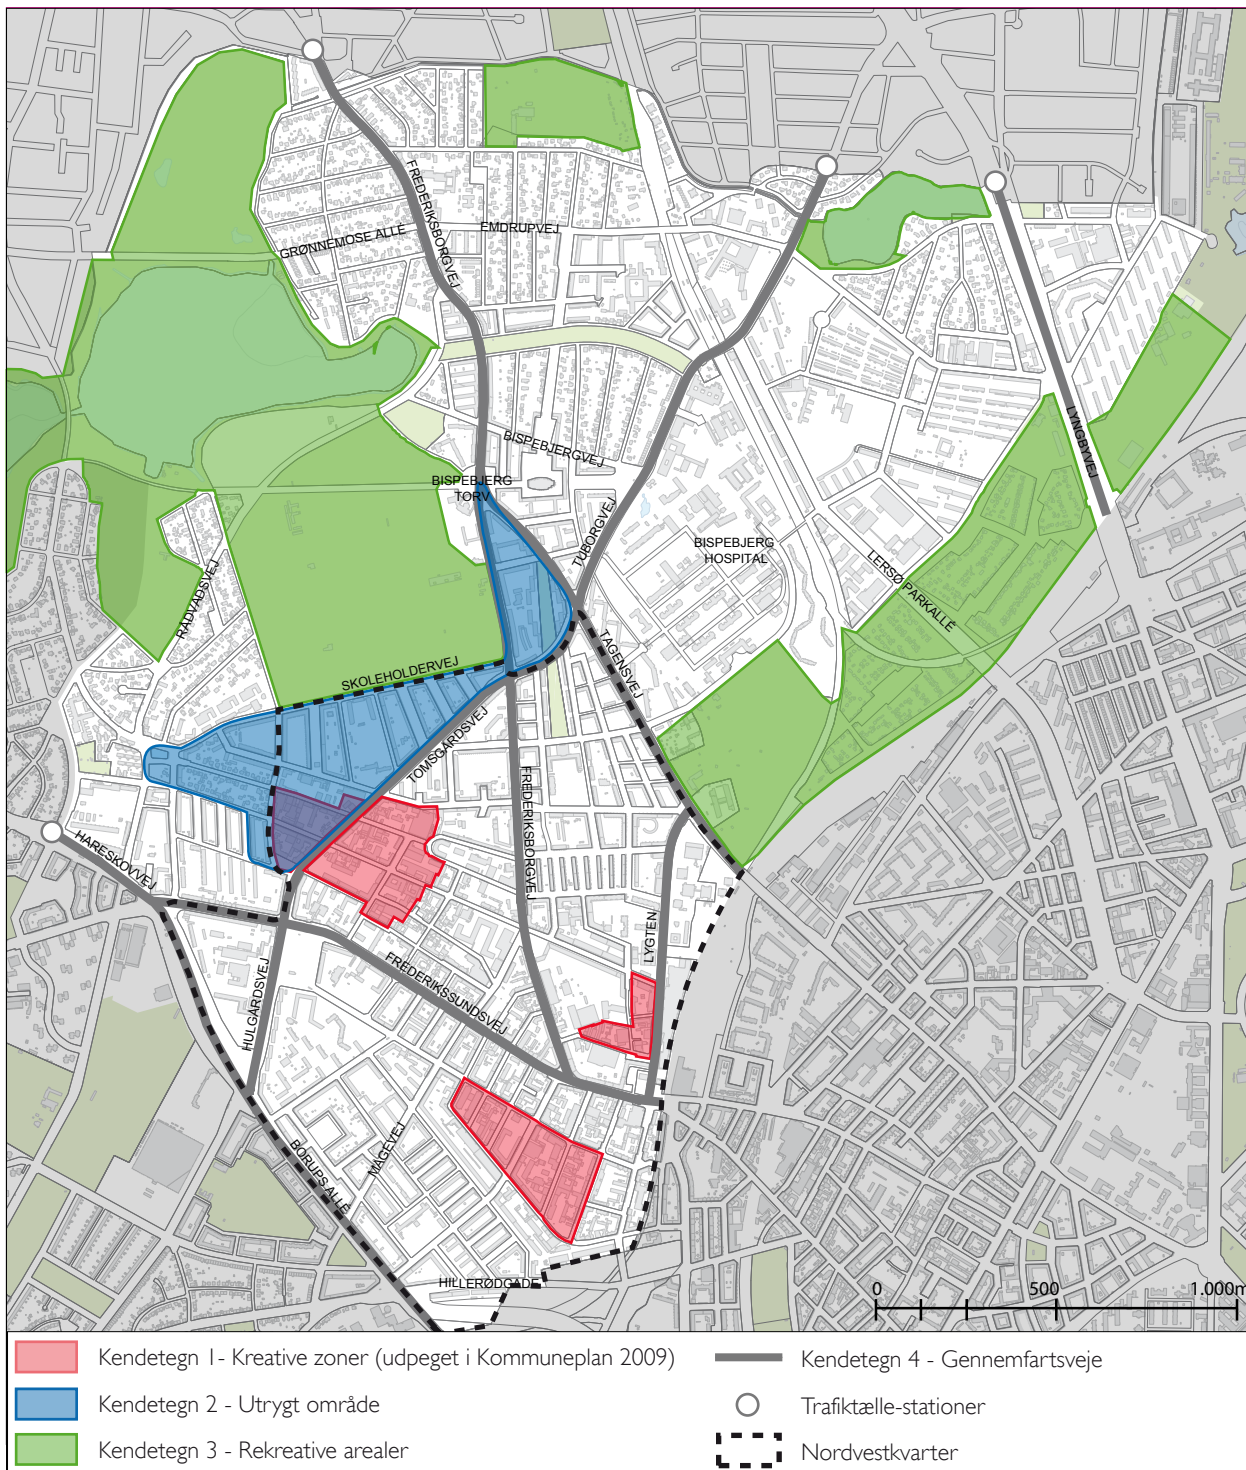 FREDERIKSBORGVEJ
GRØNNEMOSE ALLÉ
EMDRUPVEJ
BISPEBJERGVEJ
BISPEBJERG
TORV
TUBORGVEJ
BISPEBJERG
HOSPITAL
LYNGBYVEJ
LERSØ PARKALLÉ
RÅDVADSVEJ
SKOLEHOLDERVEJ
TAGENSVEJ
TOMSGÅRDSVEJ
FREDERIKSBORGVEJ
HARESKOVVEJ
LYGTEN
FREDERIKSSUNDSVEJ
HULGÅRDSVEJ
MÅGEVEJ
BORUPS ALLÉ
HILLERØDGADE
0 500 1.000m
Kendetegn 1- Kreative zoner (udpeget i Kommuneplan 2009)
Kendetegn 2 - Utrygt område
Kendetegn 3 - Rekreative arealer
Kendetegn 4 - Gennemfartsveje
Trafiktælle-stationer
Nordvestkvarter